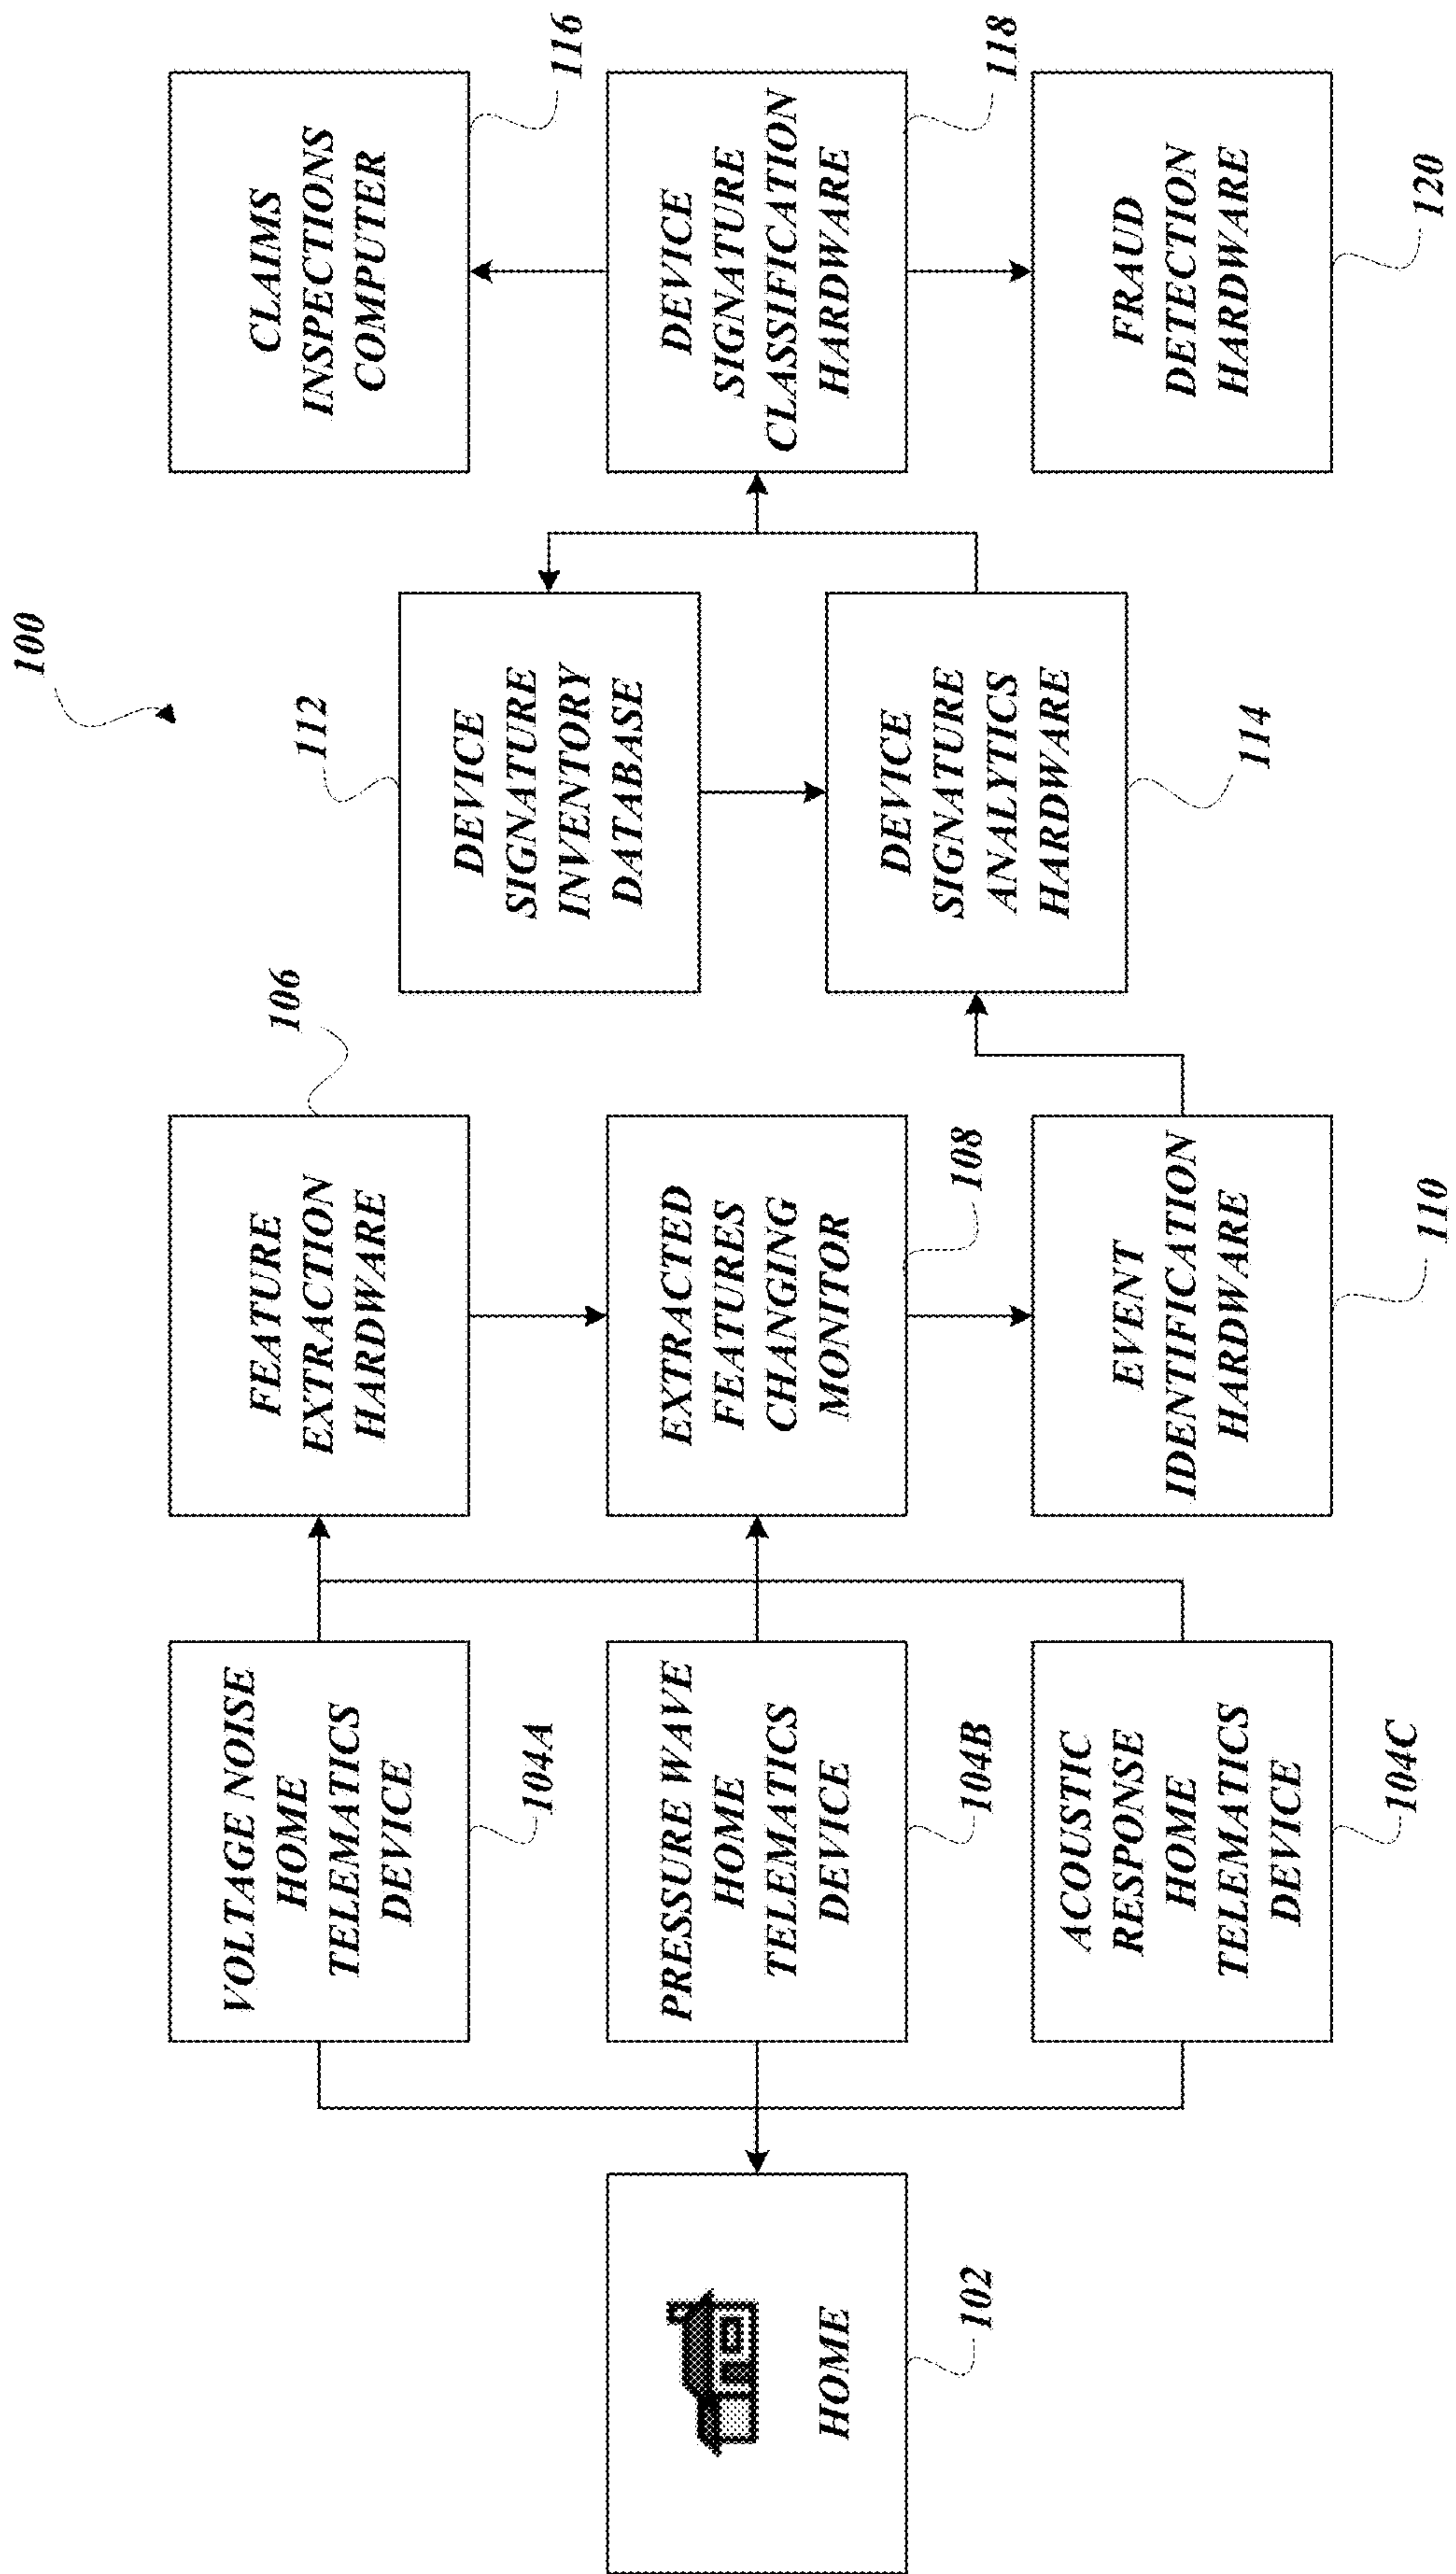 100
HOME
102
VOLTAGE NOISE
HOME
TELEMATICS
DEVICE
104A
PRESSURE WAVE
HOME
TELEMATICS
DEVICE
104B
ACOUSTIC
RESPONSE
HOME
TELEMATICS
DEVICE
104C
FEATURE
EXTRACTION
HARDWARE
106
EXTRACTED
FEATURES
CHANGING
MONITOR
108
EVENT
IDENTIFICATION
HARDWARE
110
112
DEVICE
SIGNATURE
INVENTORY
DATABASE
DEVICE
SIGNATURE
ANALYTICS
HARDWARE
114
CLAIMS
INSPECTIONS
COMPUTER
116
DEVICE
SIGNATURE
CLASSIFICATION
HARDWARE
118
FRAUD
DETECTION
HARDWARE
120